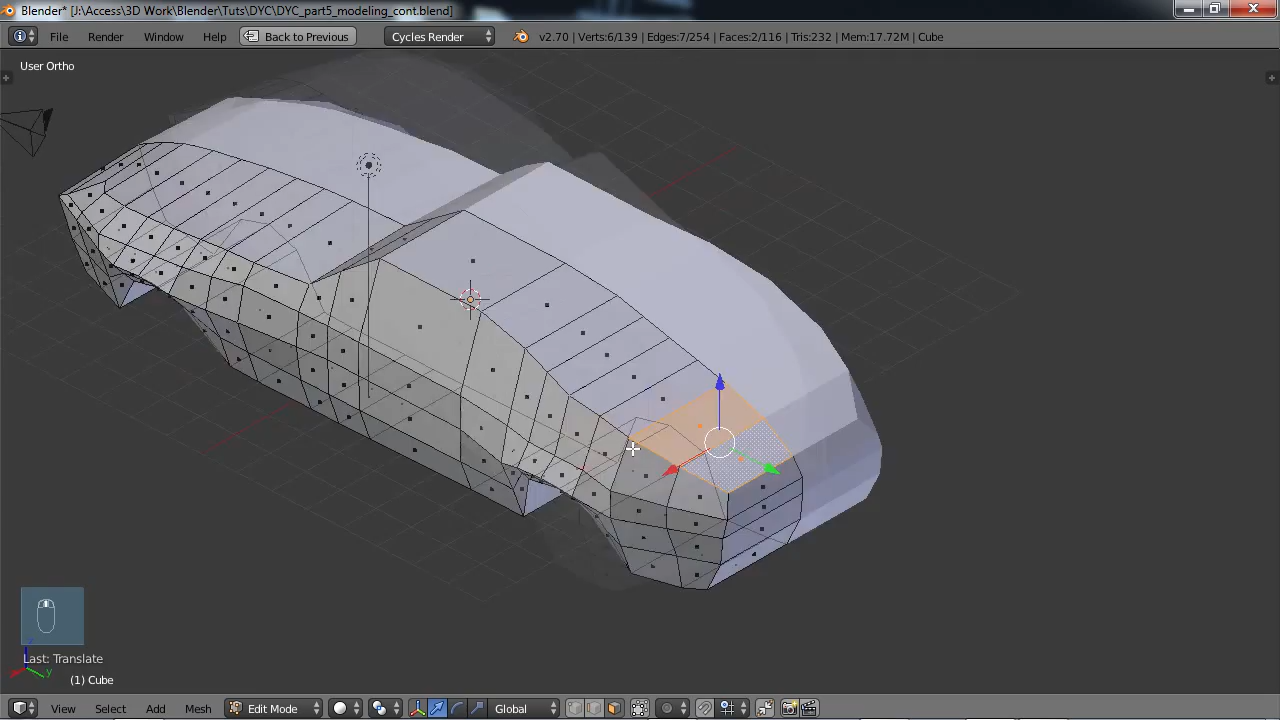 Blender* [J:\Access\3D Work\Blender\Tuts\DYC\DYC_part5_modeling_cont.blend]
File Render Window Help Back to Previous Cycles Render v2.70 | Verts:6/139 | Edges:7/254 | Faces:2/116 | Tris:232 | Mem:17.72M | Cube
User Ortho
Last: Translate
z
x y
(1) Cube
View Select Add Mesh Edit Mode Global